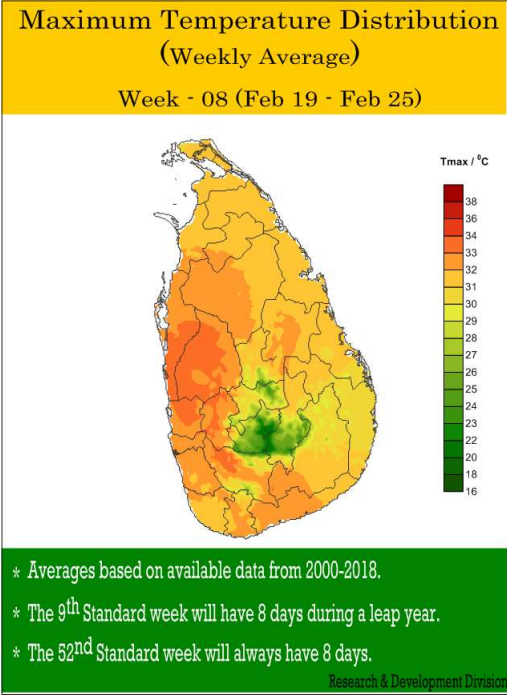 Maximum Temperature Distribution
(Weekly Average)
Week - 08 (Feb 19 - Feb 25)
Tmax / ⁰C
38
36
34
33
32
31
30
29
28
27
26
25
24
23
22
20
18
16
* Averages based on available data from 2000-2018.
* The 9th Standard week will have 8 days during a leap year.
* The 52nd Standard week will always have 8 days.
Research & Development Division